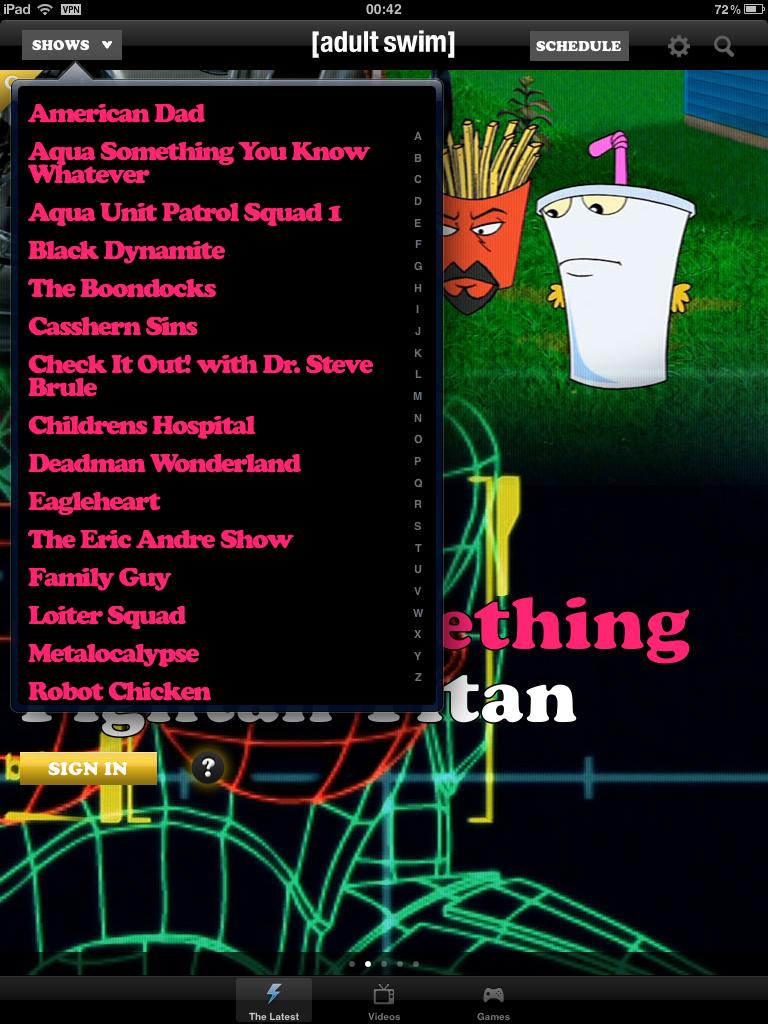 iPad VPN 00:42 72%
SHOWS [adult swim] SCHEDULE
American Dad
Aqua Something You Know
Whatever
Aqua Unit Patrol Squad 1
Black Dynamite
The Boondocks
Casshern Sins
Check It Out! with Dr. Steve
Brule
Childrens Hospital
Deadman Wonderland
Eagleheart
The Eric Andre Show
Family Guy
Loiter Squad
Metalocalypse
Robot Chicken
A
B
C
D
E
F
G
H
I
J
K
L
M
N
O
P
Q
R
S
T
U
V
W
X
Y
Z
ething
tan
SIGN IN ?
The Latest Videos Games